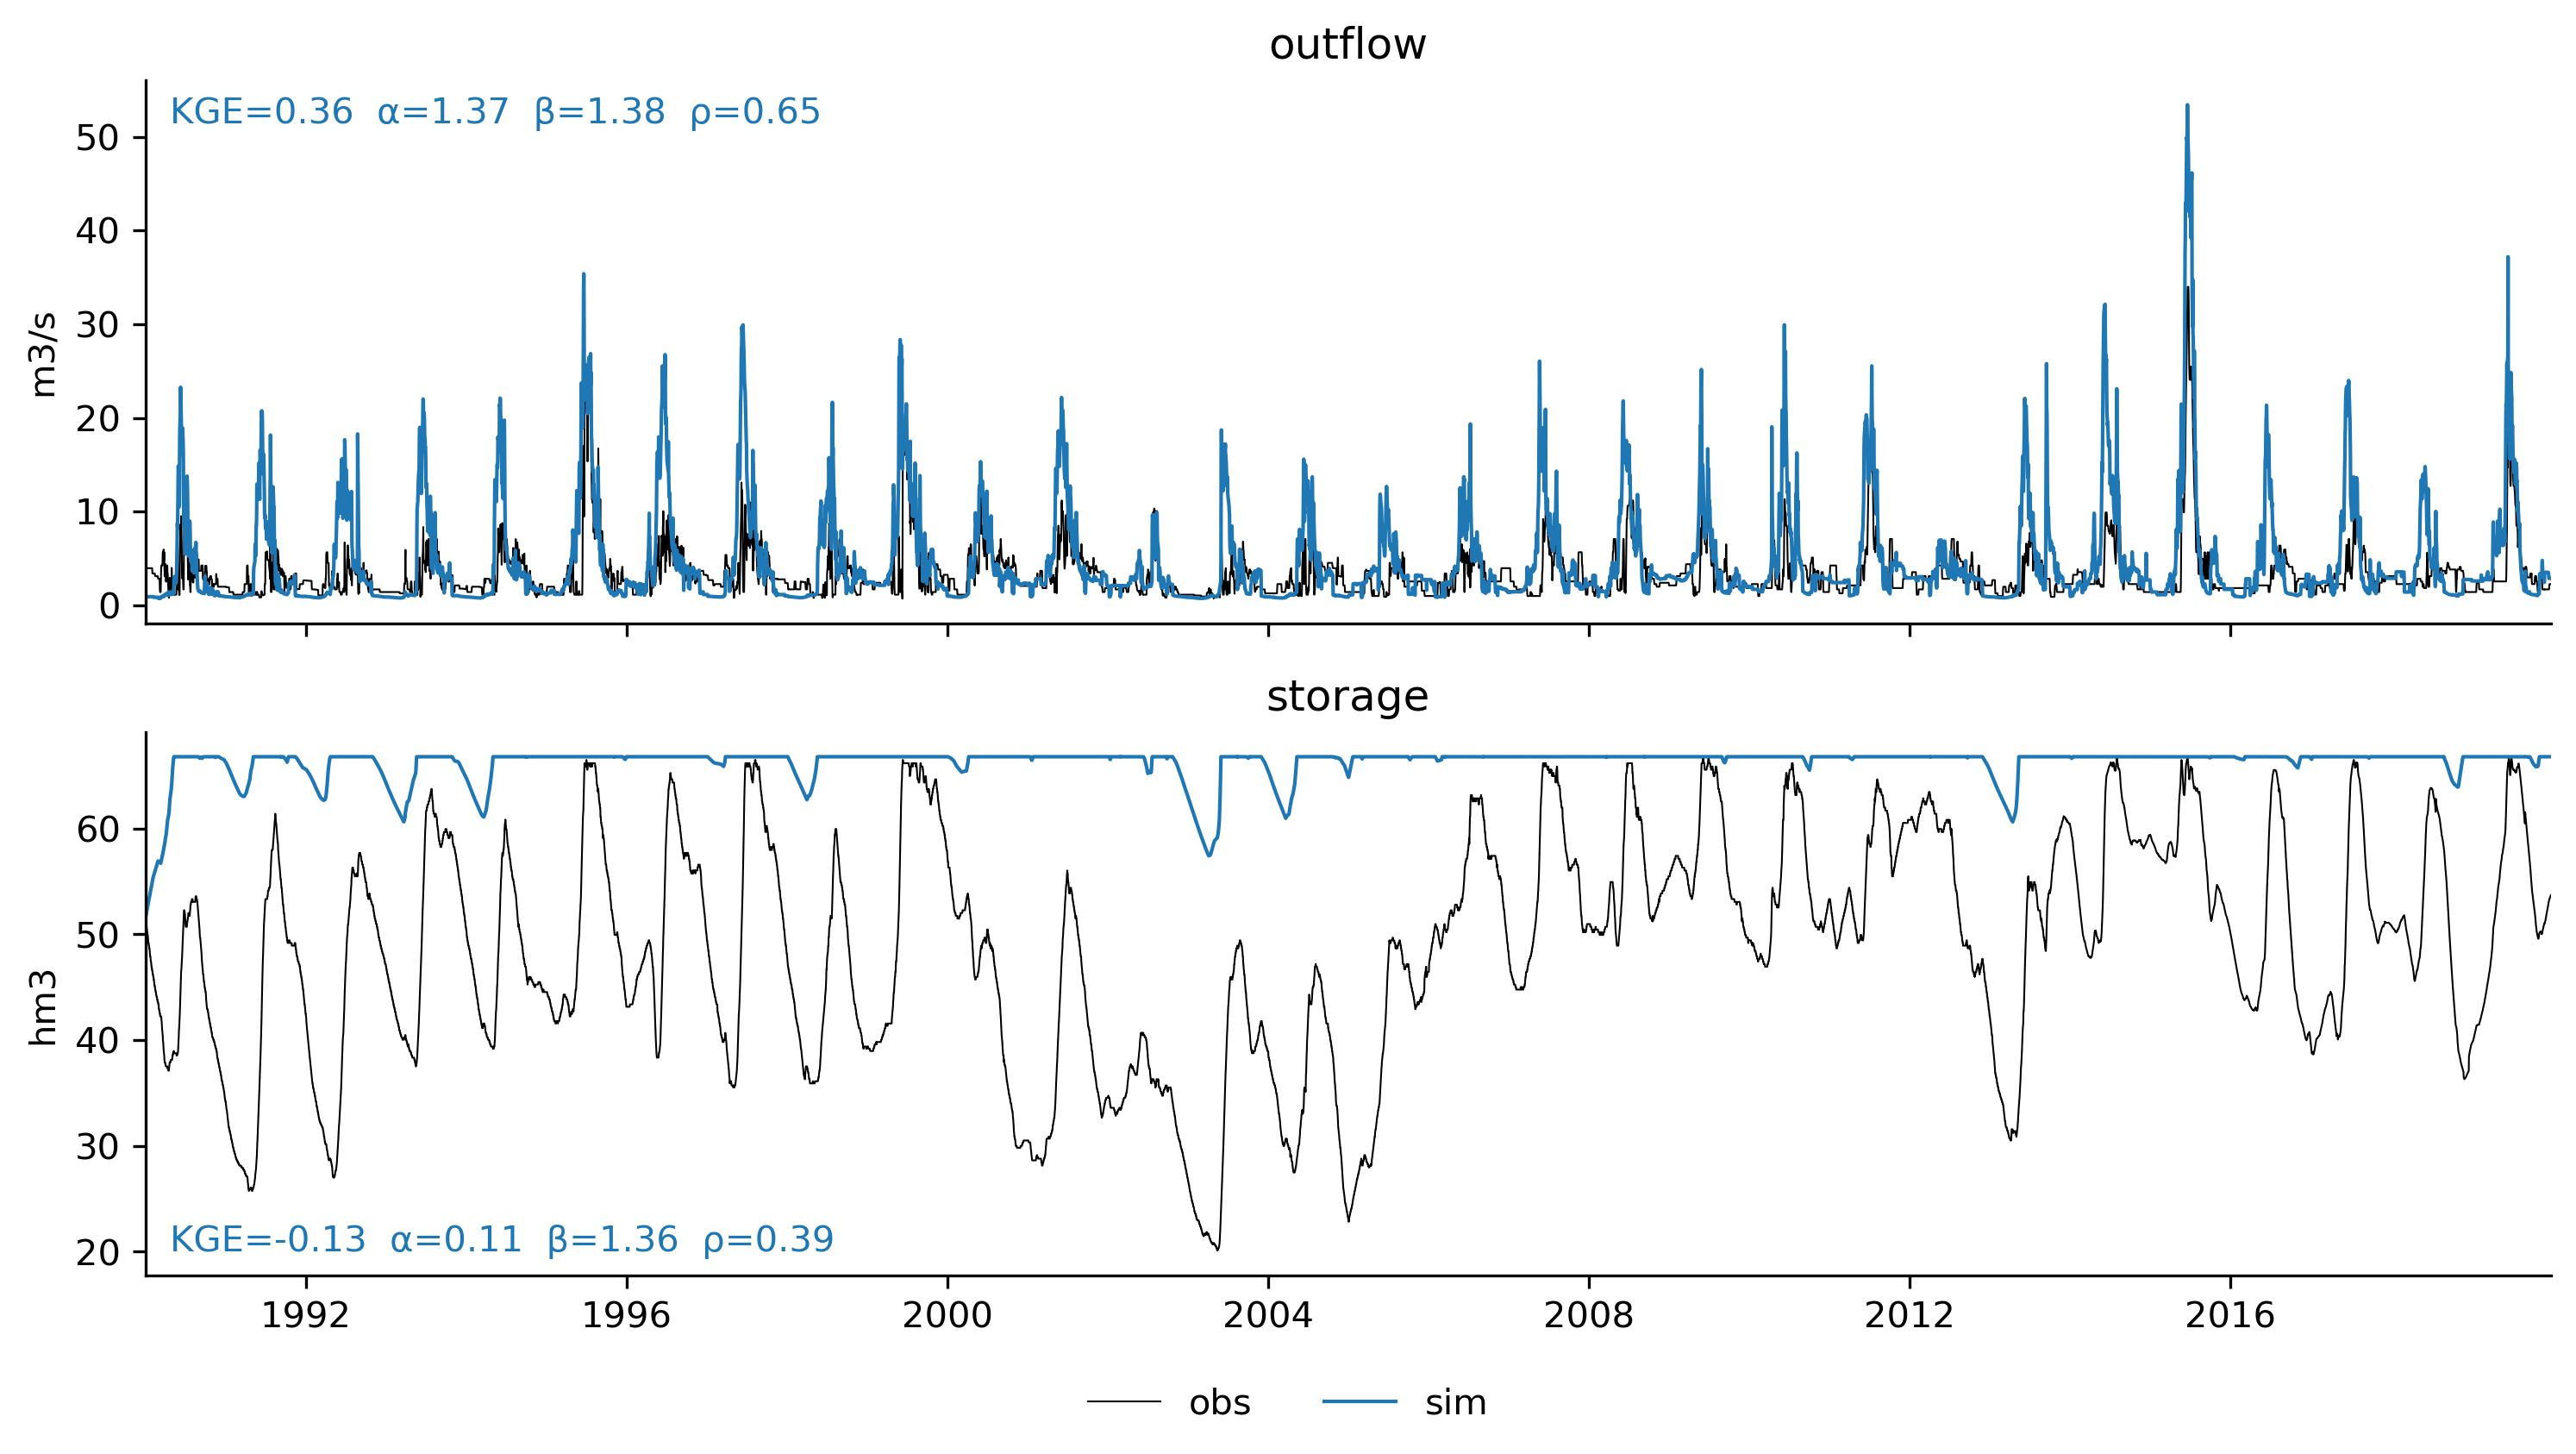 outflow
KGE=0.36 α=1.37 β=1.38 ρ=0.65
50
40
30
20
10
0
m3/s
storage
60
50
40
30
20
hm3
KGE=-0.13 α=0.11 β=1.36 ρ=0.39
1992 1996 2000 2004 2008 2012 2016
obs sim